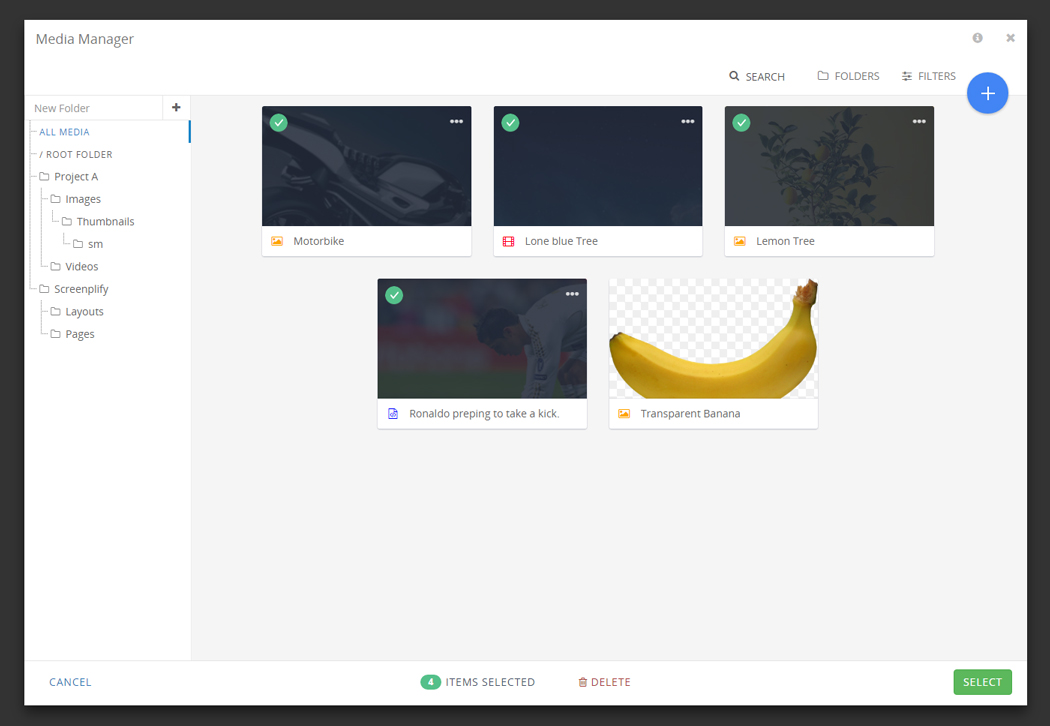 Media Manager
SEARCH
FOLDERS
FILTERS
New Folder
ALL MEDIA
/ ROOT FOLDER
Project A
Images
Thumbnails
sm
Videos
Screenplify
Layouts
Pages
Motorbike
Lone blue Tree
Lemon Tree
Ronaldo preping to take a kick.
Transparent Banana
CANCEL
4 ITEMS SELECTED
DELETE
SELECT